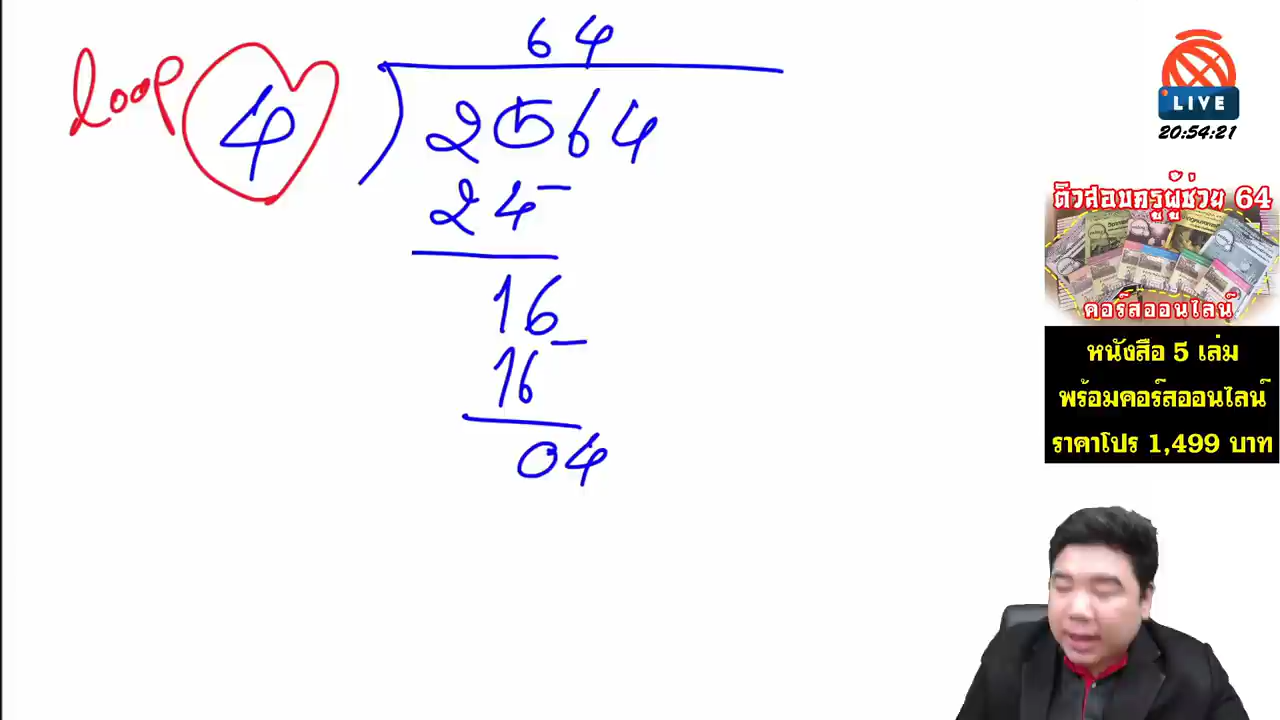 64
loop 4 2564
24 -
16
-
16
04
LIVE
20:54:21
ติวสอบครูผู้ช่วย 64
คอร์สออนไลน์
หนังสือ 5 เล่ม
พร้อมคอร์สออนไลน์
ราคาโปร 1,499 บาท